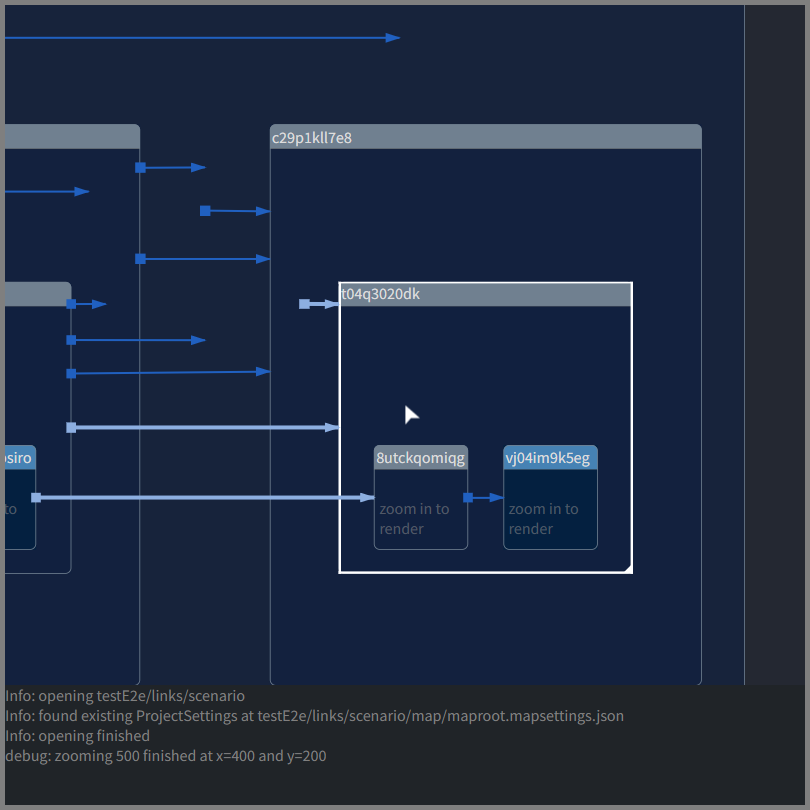 c29p1kll7e8
t04q3020dk
siro
8utckqomiqg
vj04im9k5eg
to
zoom in to
render
zoom in to
render
Info: opening testE2e/links/scenario
Info: found existing ProjectSettings at testE2e/links/scenario/map/maproot.mapsettings.json
Info: opening finished
debug: zooming 500 finished at x=400 and y=200